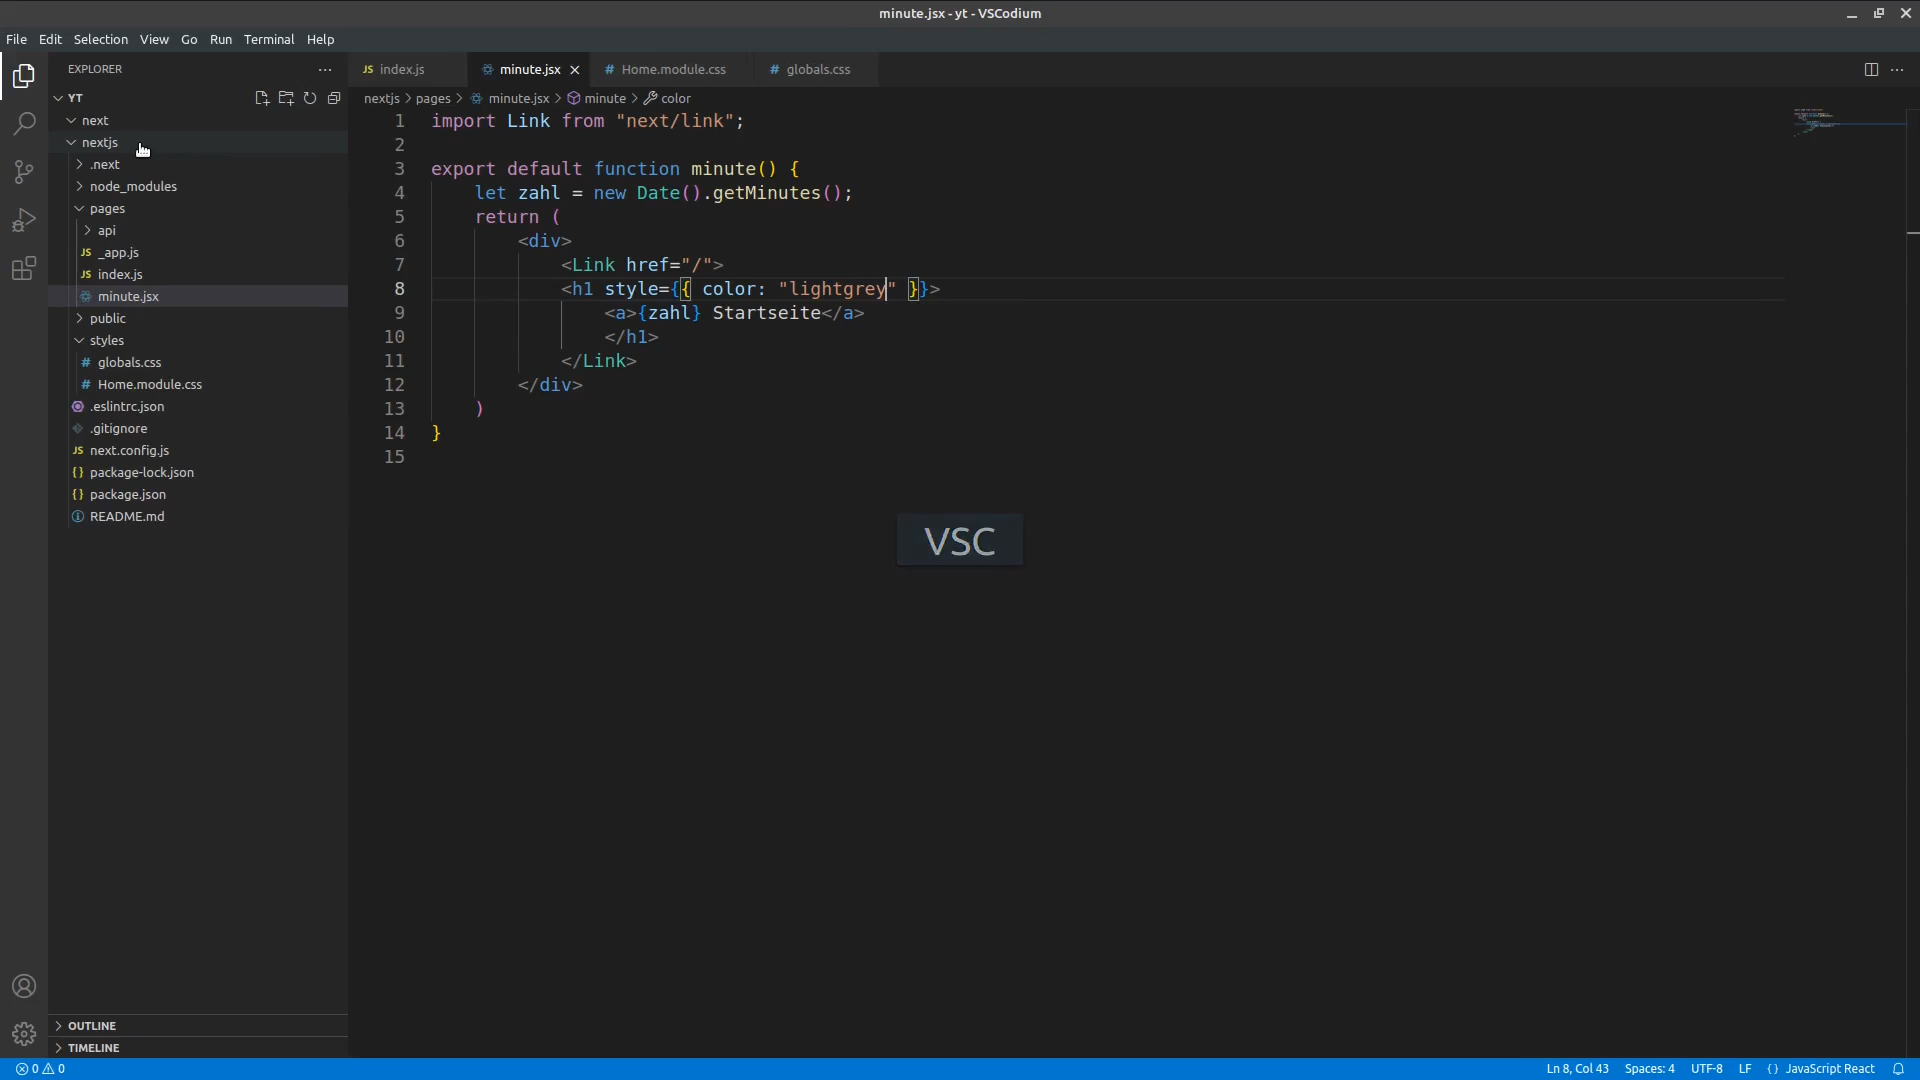 minute.jsx - yt - VSCodium
File Edit Selection View Go Run Terminal Help
EXPLORER
YT
next
nextjs
.next
node_modules
pages
api
JS _app.js
JS index.js
minute.jsx
public
styles
# globals.css
# Home.module.css
.eslintrc.json
.gitignore
JS next.config.js
{} package-lock.json
{} package.json
README.md
OUTLINE
TIMELINE
JS index.js minute.jsx # Home.module.css # globals.css
nextjs > pages > minute.jsx > minute > color
1 import Link from "next/link";
2
3 export default function minute() {
4 let zahl = new Date().getMinutes();
5 return (
6 <div>
7 <Link href="/">
8 <h1 style={{ color: "lightgrey" }}>
9 <a>{zahl} Startseite</a>
10 </h1>
11 </Link>
12 </div>
13 )
14 }
15
VSC
0 0 Ln 8, Col 43 Spaces: 4 UTF-8 LF {} JavaScript React